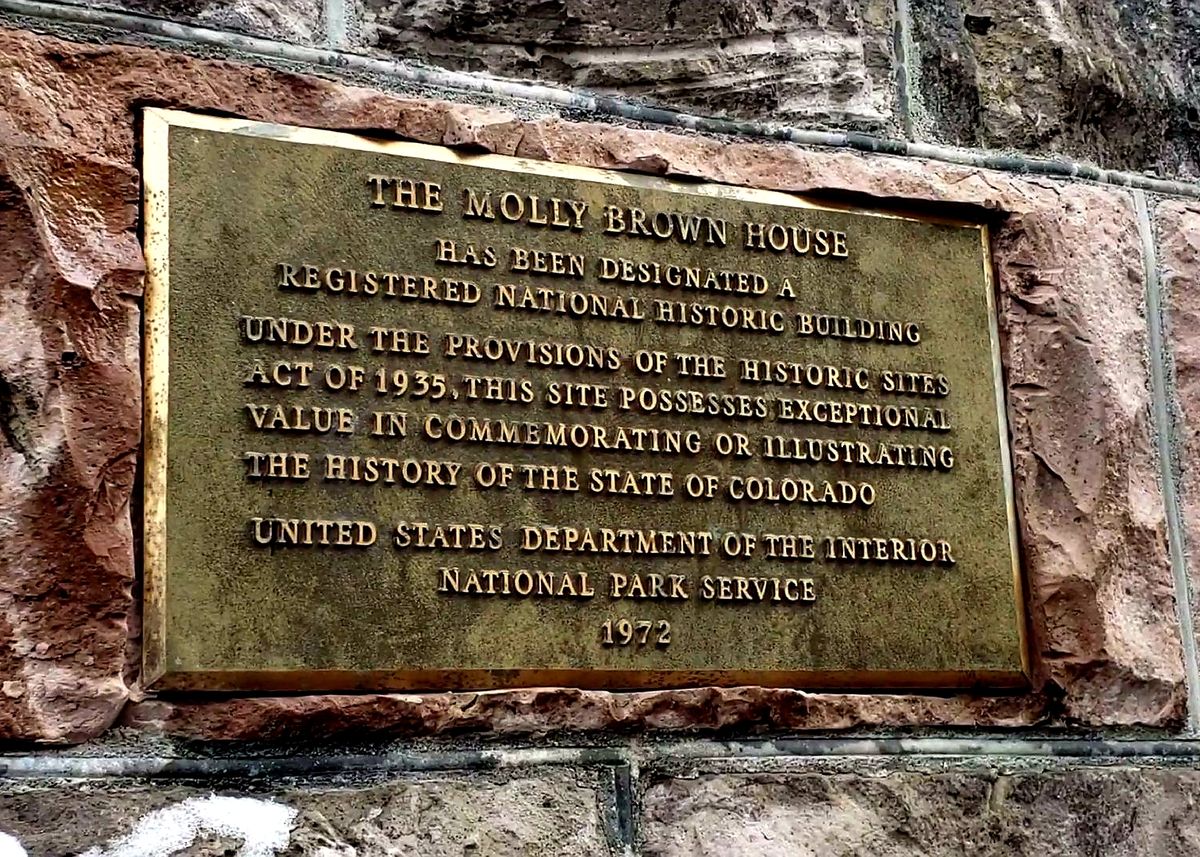 THE MOLLY BROWN HOUSE
HAS BEEN DESIGNATED A
REGISTERED NATIONAL HISTORIC BUILDING
UNDER THE PROVISIONS OF THE HISTORIC SITES
ACT OF 1935, THIS SITE POSSESSES EXCEPTIONAL
VALUE IN COMMEMORATING OR ILLUSTRATING
THE HISTORY OF THE STATE OF COLORADO
UNITED STATES DEPARTMENT OF THE INTERIOR
NATIONAL PARK SERVICE
1972